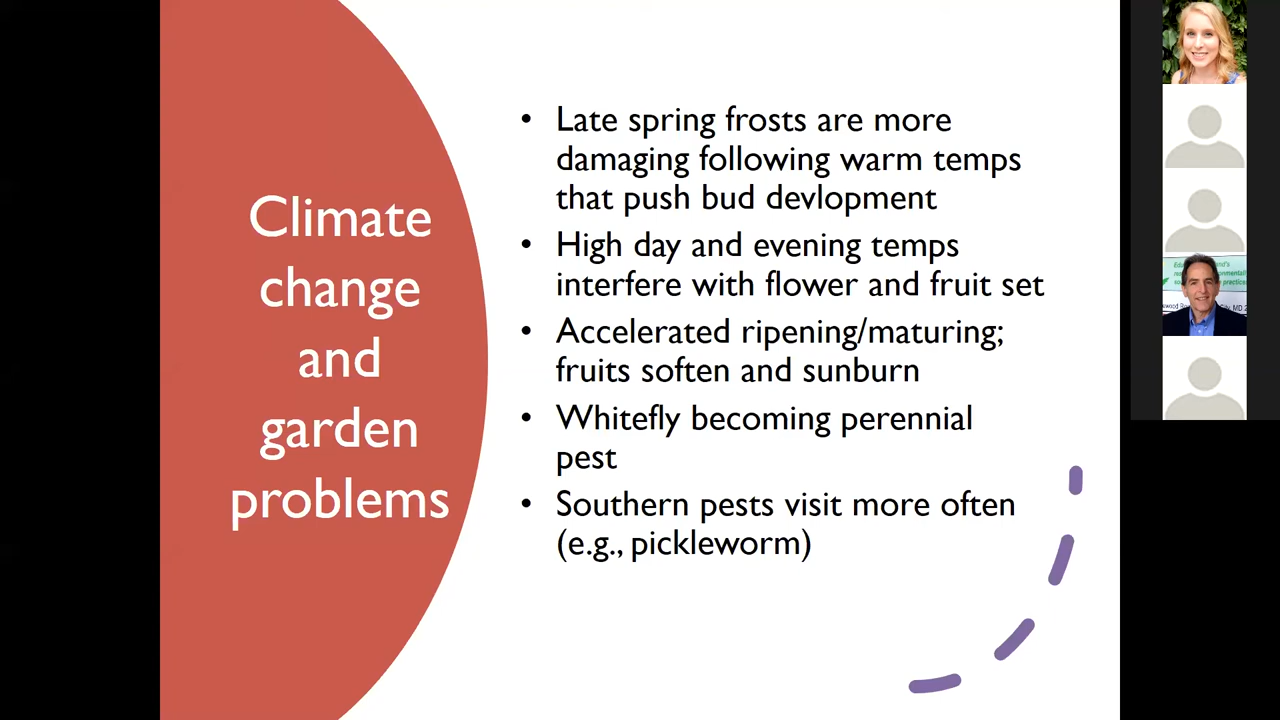 Climate
change
and
garden
problems
• Late spring frosts are more
damaging following warm temps
that push bud devlopment
• High day and evening temps
interfere with flower and fruit set
• Accelerated ripening/maturing;
fruits soften and sunburn
• Whitefly becoming perennial
pest
• Southern pests visit more often
(e.g., pickleworm)